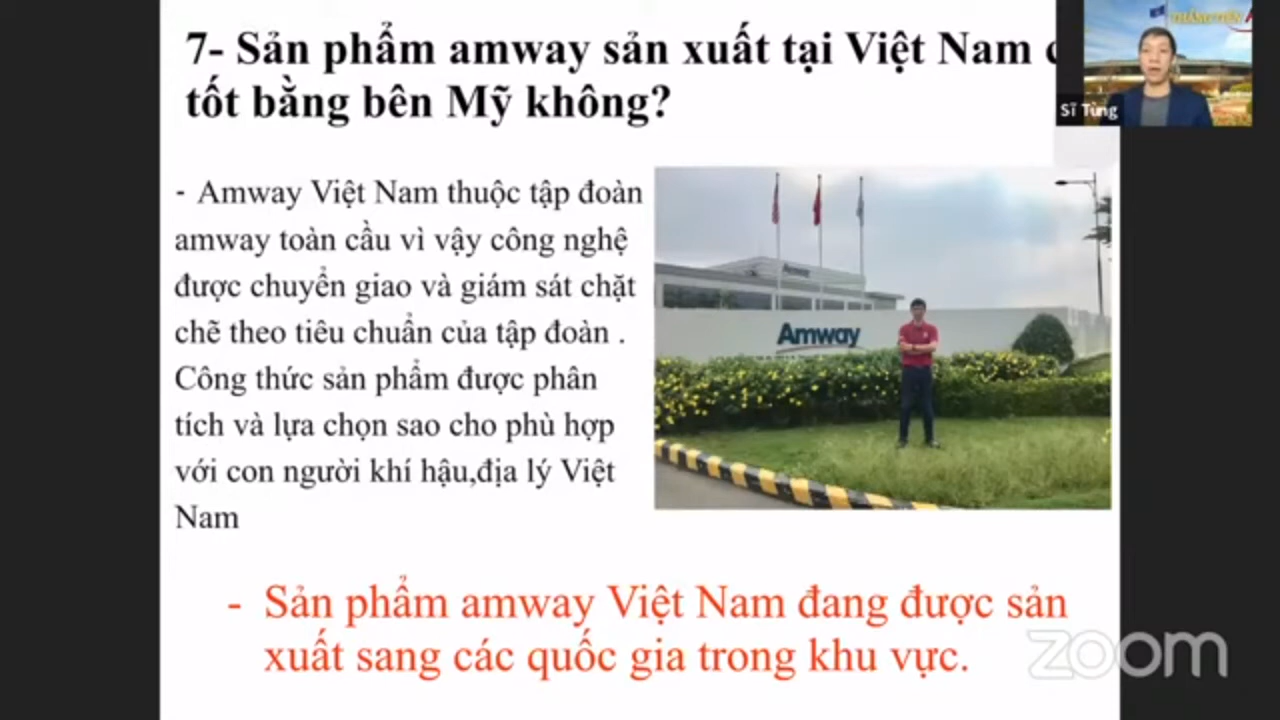 7- Sản phẩm amway sản xuất tại Việt Nam
tốt bằng bên Mỹ không?
- Amway Việt Nam thuộc tập đoàn
amway toàn cầu vì vậy công nghệ
được chuyển giao và giám sát chặt
chẽ theo tiêu chuẩn của tập đoàn .
Công thức sản phẩm được phân
tích và lựa chọn sao cho phù hợp
với con người khí hậu,địa lý Việt
Nam
- Sản phẩm amway Việt Nam đang được sản
xuất sang các quốc gia trong khu vực.
Amway
Amway
Sĩ Tùng
zoom